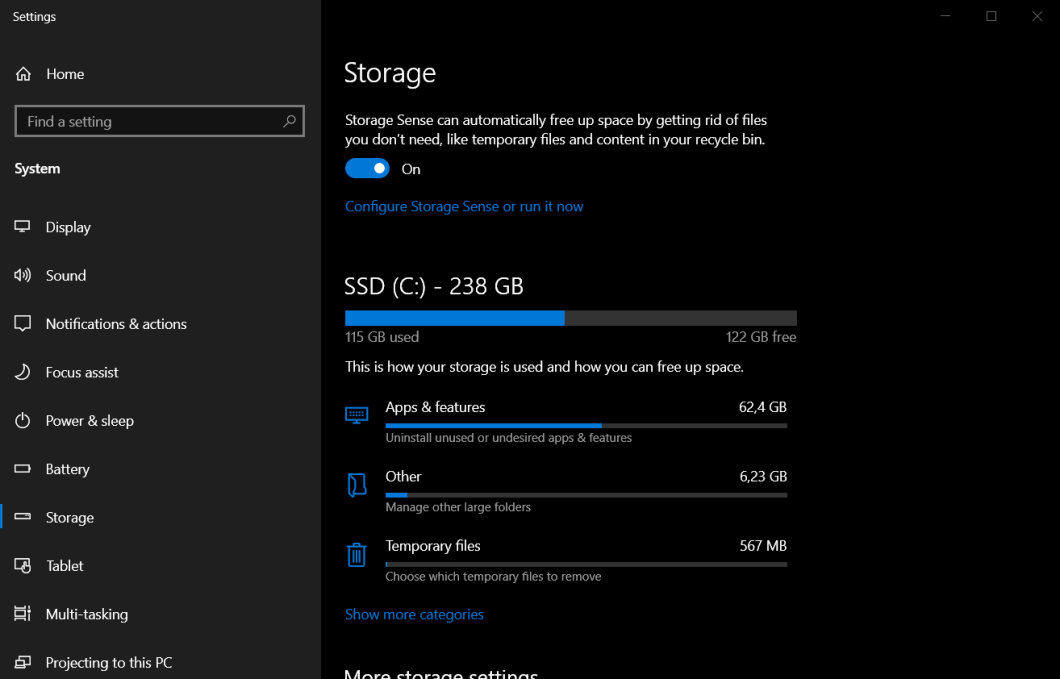 Settings
Home
Find a setting
System
Display
Sound
Notifications & actions
Focus assist
Power & sleep
Battery
Storage
Tablet
Multi-tasking
Projecting to this PC
Storage
Storage Sense can automatically free up space by getting rid of files
you don't need, like temporary files and content in your recycle bin.
On
Configure Storage Sense or run it now
SSD (C:) - 238 GB
115 GB used 122 GB free
This is how your storage is used and how you can free up space.
Apps & features 62,4 GB
Uninstall unused or undesired apps & features
Other 6,23 GB
Manage other large folders
Temporary files 567 MB
Choose which temporary files to remove
Show more categories
More storage settings